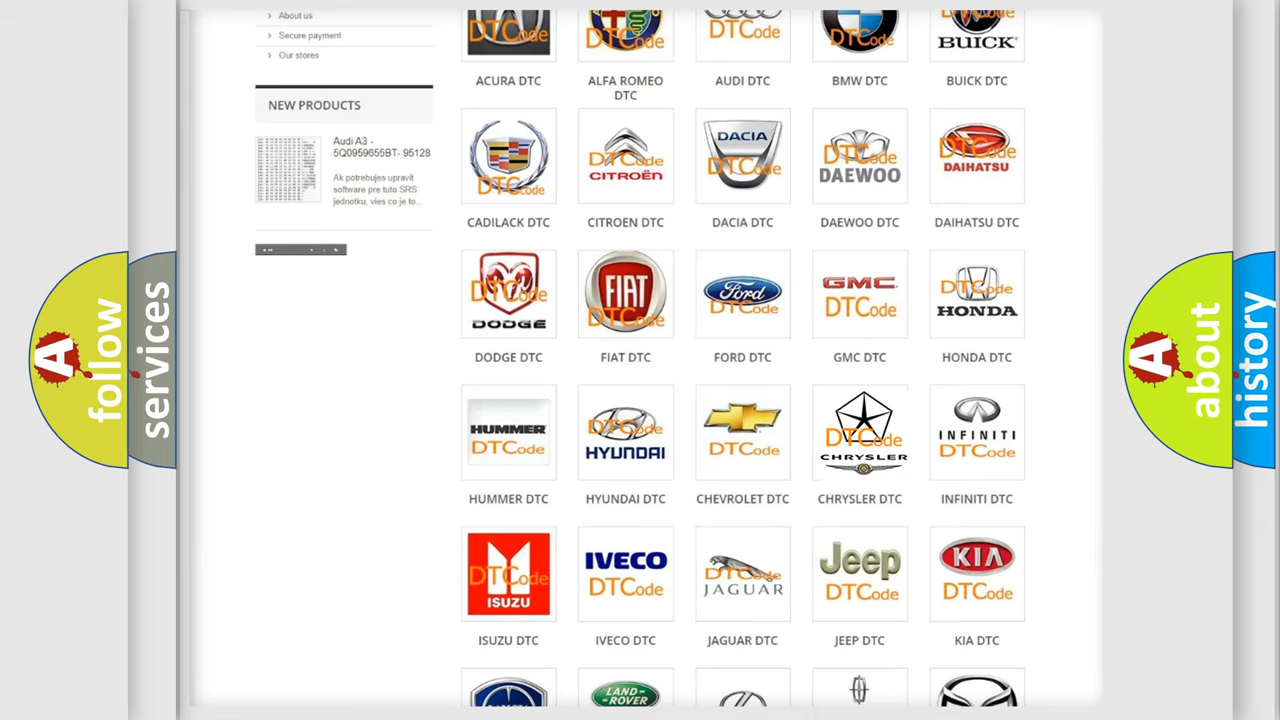 About us
Secure payment
Our stores
NEW PRODUCTS
Audi A3 -
5Q0959655BT- 95128
Ak potrebujes upravit
software pre tuto SRS
jednotku, vies co je to...
DTCode
DTCode
DTCode
DTCode
BUICK
ACURA DTC
ALFA ROMEO
DTC
AUDI DTC
BMW DTC
BUICK DTC
DTCode
DTCode
CITROËN
DACIA
DTCode
DTCode
DAEWOO
DTCode
DAIHATSU
CADILACK DTC
CITROEN DTC
DACIA DTC
DAEWOO DTC
DAIHATSU DTC
DTCode
DODGE
FIAT
DTCode
Ford
DTCode
GMC
DTCode
DTCode
HONDA
DODGE DTC
FIAT DTC
FORD DTC
GMC DTC
HONDA DTC
HUMMER
DTCode
DTCode
HYUNDAI
DTCode
DTCode
CHRYSLER
INFINITI
DTCode
HUMMER DTC
HYUNDAI DTC
CHEVROLET DTC
CHRYSLER DTC
INFINITI DTC
DTCode
ISUZU
IVECO
DTCode
DTCode
JAGUAR
Jeep
DTCode
KIA
DTCode
ISUZU DTC
IVECO DTC
JAGUAR DTC
JEEP DTC
KIA DTC
LAND-
ROVER
A
follow
services
A
about
history